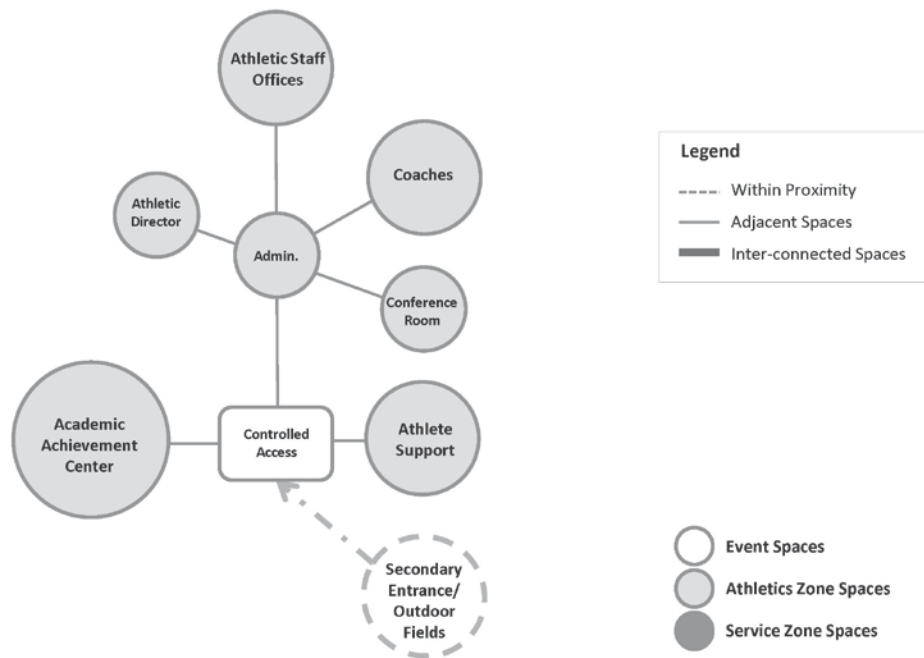 Athletic Staff
Offices
Coaches
Athletic
Director
Admin.
Conference
Room
Academic
Achievement
Center
Controlled
Access
Athlete
Support
Secondary
Entrance/
Outdoor
Fields
Legend
Within Proximity
Adjacent Spaces
Inter-connected Spaces
Event Spaces
Athletics Zone Spaces
Service Zone Spaces